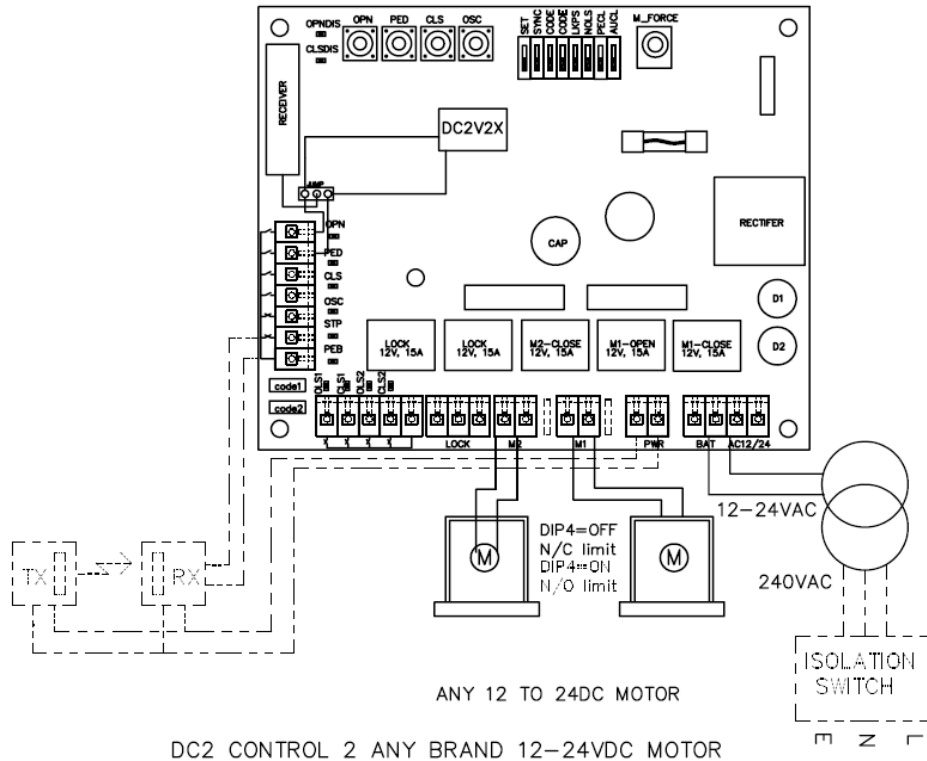 OPNDIS
CLSDIS
OPN PED CLS OSC
SET SYNC CODE CODE LKPS NOLS PECL AUCL
M_FORCE
RECEIVER
DC2V2X
JUMP
RECTIFER
CAP
OPN
PED
CLS
OSC
STP
PEB
D1
D2
LOCK
12V, 15A
LOCK
12V, 15A
M2-CLOSE
12V, 15A
M1-OPEN
12V, 15A
M1-CLOSE
12V, 15A
code1
code2
OLS1 CLS1 OLS2 CLS2
LOCK M2 M1 PWR BAT AC12/24
12-24VAC
240VAC
TX
RX
M
M
DIP4=OFF
N/C limit
DIP4=ON
N/O limit
ISOLATION
SWITCH
E N L
ANY 12 TO 24DC MOTOR
DC2 CONTROL 2 ANY BRAND 12-24VDC MOTOR